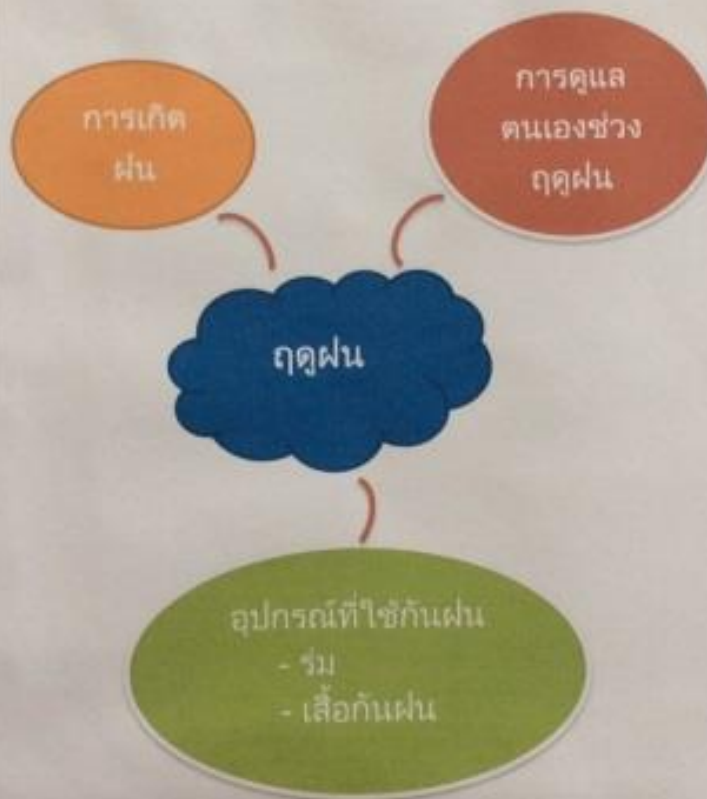 การเกิด
ฝน
การดูแล
ตนเองช่วง
ฤดูฝน
ฤดูฝน
อุปกรณ์ที่ใช้กันฝน
- ร่ม
- เสื้อกันฝน